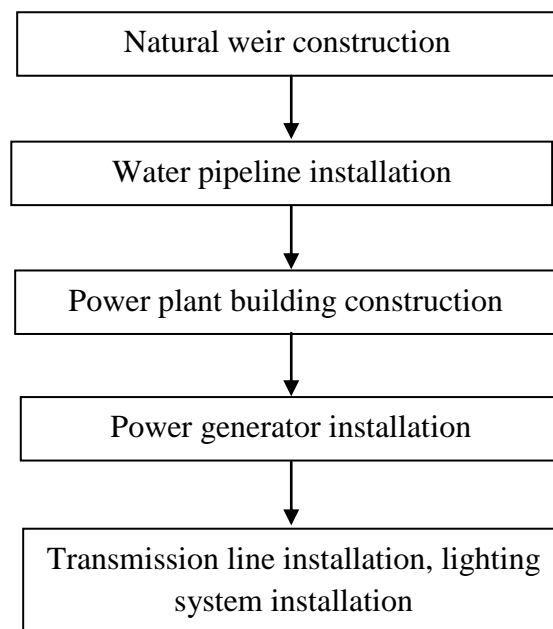 Natural weir construction
Water pipeline installation
Power plant building construction
Power generator installation
Transmission line installation, lighting
system installation